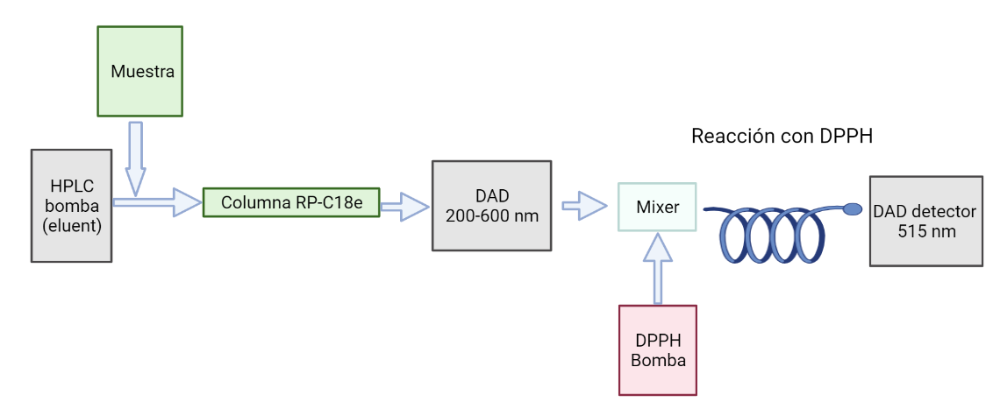 Muestra
HPLC
bomba
(eluent)
Columna RP-C18e
DAD
200-600 nm
Mixer
Reacción con DPPH
DAD detector
515 nm
DPPH
Bomba